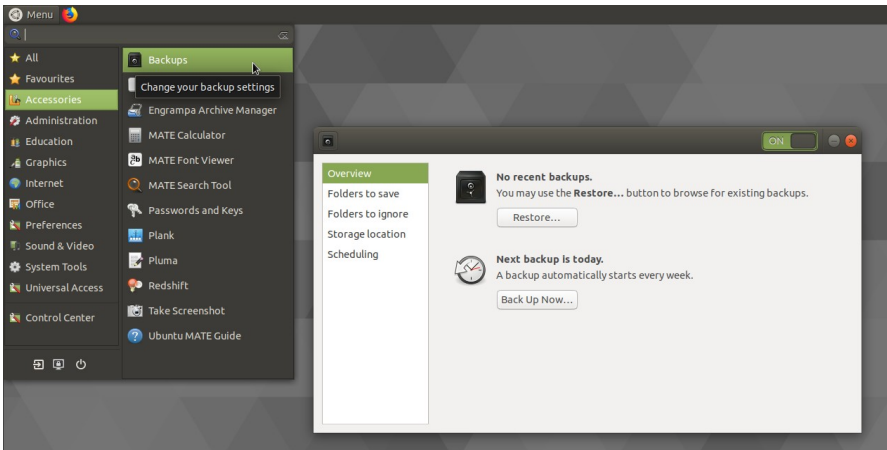 Menu
All
Favourites
Accessories
Administration
Education
Graphics
Internet
Office
Preferences
Sound & Video
System Tools
Universal Access
Control Center
Backups
Change your backup settings
Engrampa Archive Manager
MATE Calculator
MATE Font Viewer
MATE Search Tool
Passwords and Keys
Plank
Pluma
Redshift
Take Screenshot
Ubuntu MATE Guide
ON
Overview
Folders to save
Folders to ignore
Storage location
Scheduling
No recent backups.
You may use the Restore... button to browse for existing backups.
Restore...
Next backup is today.
A backup automatically starts every week.
Back Up Now...